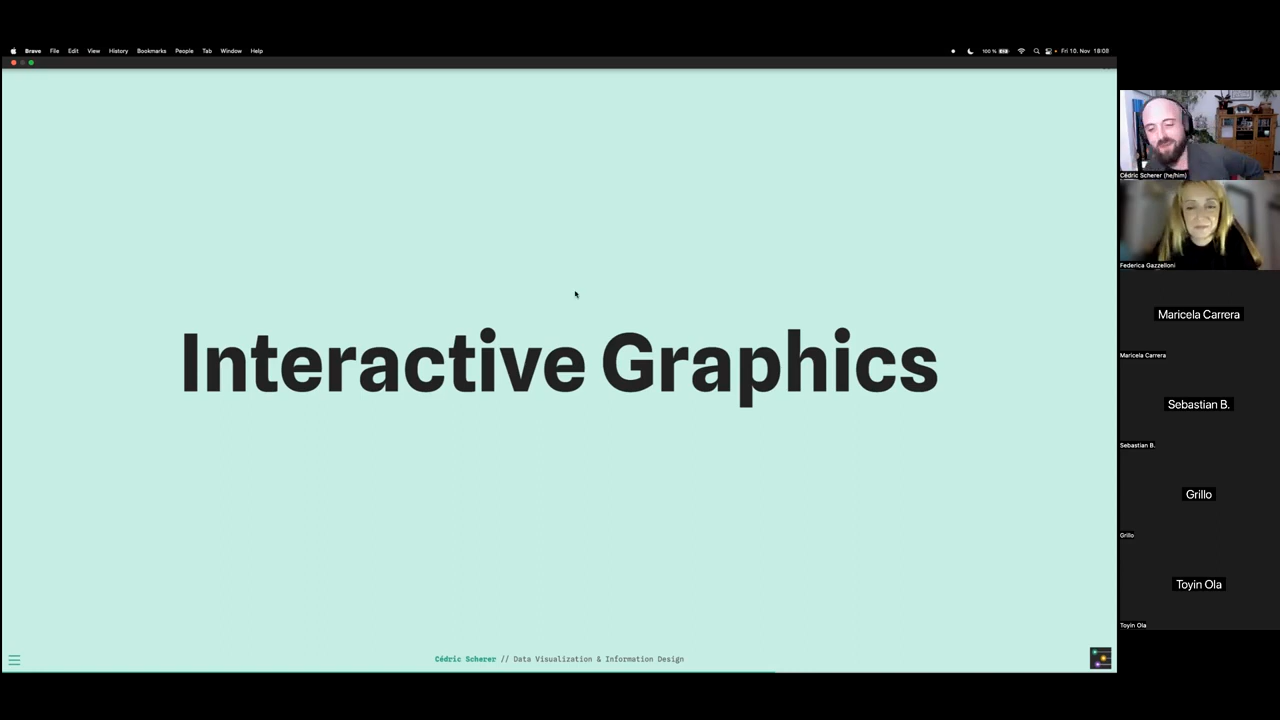 Brave File Edit View History Bookmarks People Tab Window Help
100 % Fri 10. Nov 18:08
Interactive Graphics
Cédric Scherer // Data Visualization & Information Design
Cédric Scherer (he/him)
Federica Gazzelloni
Maricela Carrera
Maricela Carrera
Sebastian B.
Sebastian B.
Grillo
Grillo
Toyin Ola
Toyin Ola